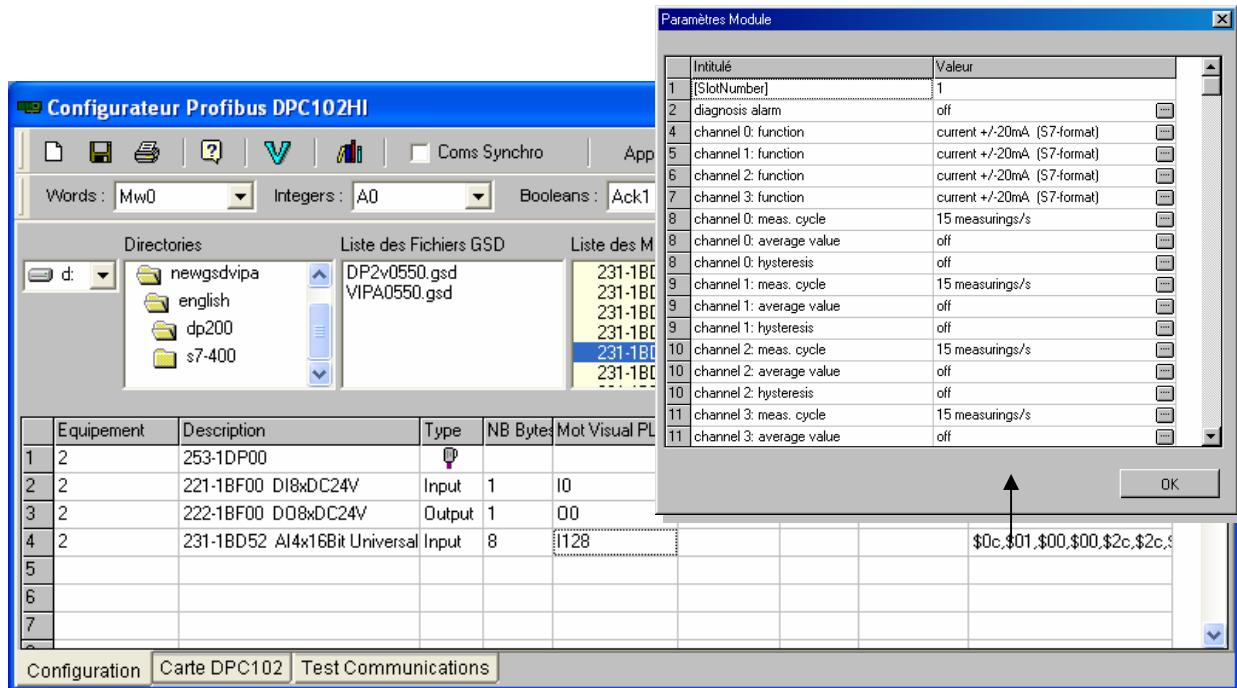 Paramètres Module
Intitulé Valeur
1 [SlotNumber] 1
2 diagnosis alarm off
4 channel 0: function current +/-20mA (S7-format)
5 channel 1: function current +/-20mA (S7-format)
6 channel 2: function current +/-20mA (S7-format)
7 channel 3: function current +/-20mA (S7-format)
8 channel 0: meas. cycle 15 measurings/s
8 channel 0: average value off
8 channel 0: hysteresis off
9 channel 1: meas. cycle 15 measurings/s
9 channel 1: average value off
9 channel 1: hysteresis off
10 channel 2: meas. cycle 15 measurings/s
10 channel 2: average value off
10 channel 2: hysteresis off
11 channel 3: meas. cycle 15 measurings/s
11 channel 3: average value off
OK
Configurateur Profibus DPC102HI
Coms Synchro App
Words : Mw0 Integers : A0 Booleans : Ack1
Directories Liste des Fichiers GSD Liste des M
d:
newgsdvipa
english
dp200
s7-400
DP2v0550.gsd
VIPA0550.gsd
231-1BD
231-1BD
231-1BD
231-1BD
231-1BD
231-1BD
Equipement Description Type NB Bytes Mot Visual PL
1 2 253-1DP00
2 2 221-1BF00 DI8xDC24V Input 1 I0
3 2 222-1BF00 DO8xDC24V Output 1 O0
4 2 231-1BD52 AI4x16Bit Universal Input 8 I128 $0c,$01,$00,$00,$2c,$2c,$
5
6
7
Configuration Carte DPC102 Test Communications